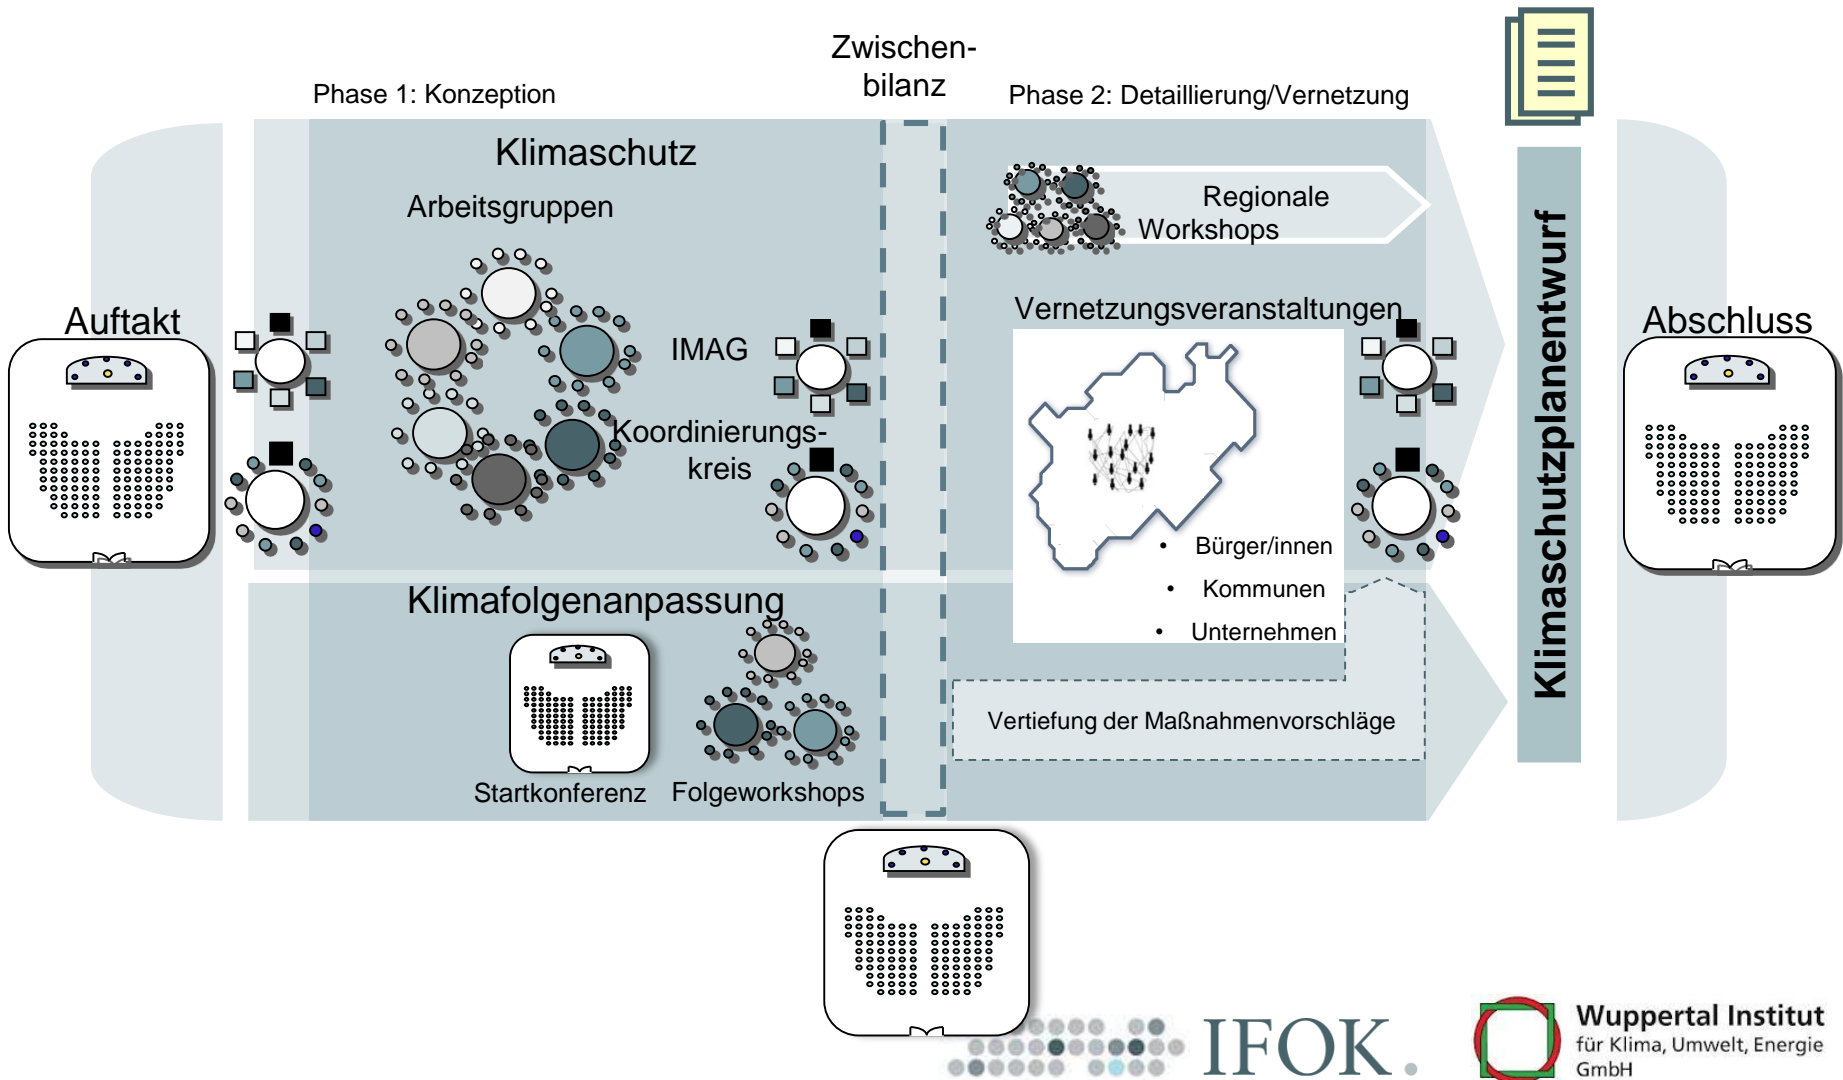 Zwischen-
bilanz
Phase 1: Konzeption
Phase 2: Detaillierung/Vernetzung
Klimaschutz
Arbeitsgruppen
Regionale
Workshops
Auftakt
IMAG
Koordinierungs-
kreis
Vernetzungsveranstaltungen
• Bürger/innen
• Kommunen
• Unternehmen
Klimaschutzplanentwurf
Abschluss
Klimafolgenanpassung
Startkonferenz
Folgeworkshops
Vertiefung der Maßnahmenvorschläge
IFOK.
Wuppertal Institut
für Klima, Umwelt, Energie
GmbH